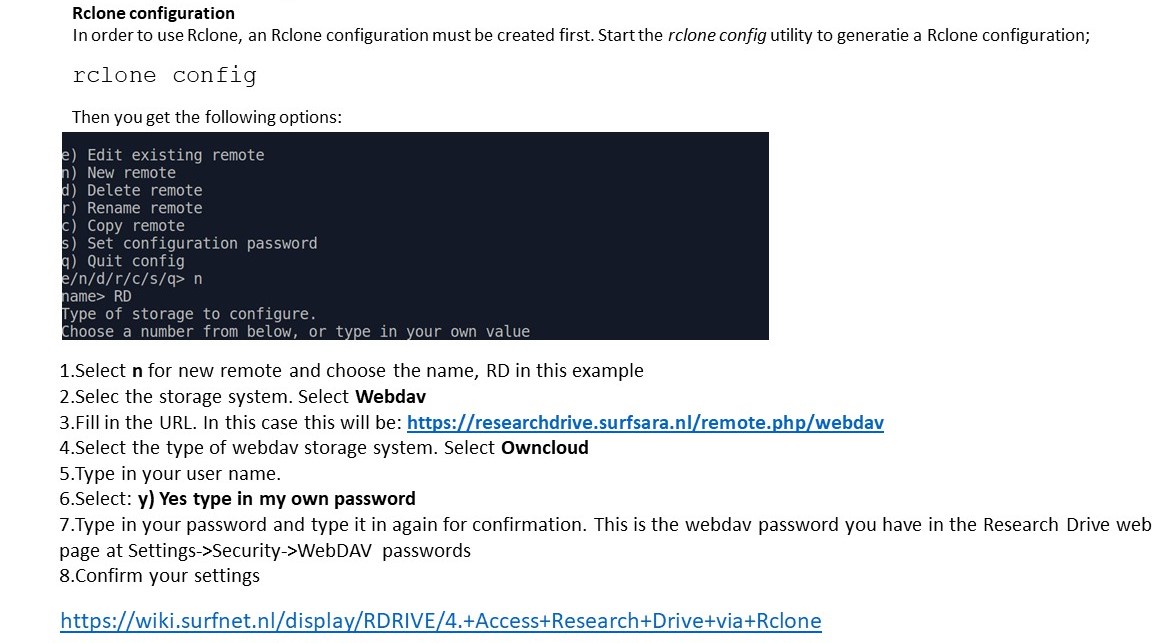 Rclone configuration
In order to use Rclone, an Rclone configuration must be created first. Start the rclone config utility to generatie a Rclone configuration;
rclone config
Then you get the following options:
e) Edit existing remote
n) New remote
d) Delete remote
r) Rename remote
c) Copy remote
s) Set configuration password
q) Quit config
e/n/d/r/c/s/q> n
name> RD
Type of storage to configure.
Choose a number from below, or type in your own value
1.Select n for new remote and choose the name, RD in this example
2.Selec the storage system. Select Webdav
3.Fill in the URL. In this case this will be: https://researchdrive.surfsara.nl/remote.php/webdav
4.Select the type of webdav storage system. Select Owncloud
5.Type in your user name.
6.Select: y) Yes type in my own password
7.Type in your password and type it in again for confirmation. This is the webdav password you have in the Research Drive web
page at Settings->Security->WebDAV passwords
8.Confirm your settings
https://wiki.surfnet.nl/display/RDRIVE/4.+Access+Research+Drive+via+Rclone